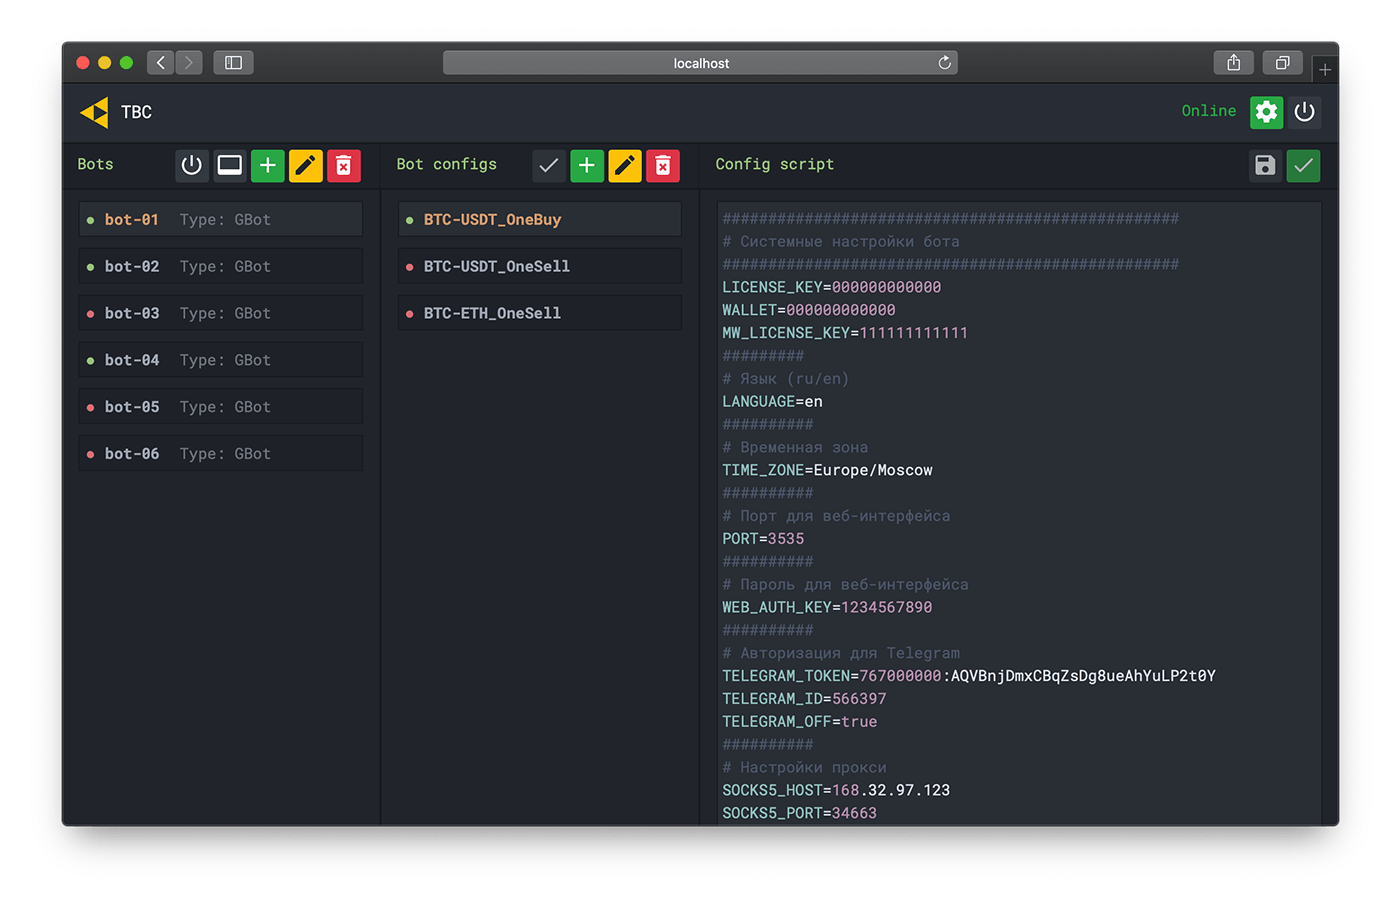 localhost
TBC
Online
Bots
Bot configs
Config script
bot-01 Type: GBot
bot-02 Type: GBot
bot-03 Type: GBot
bot-04 Type: GBot
bot-05 Type: GBot
bot-06 Type: GBot
BTC-USDT_OneBuy
BTC-USDT_OneSell
BTC-ETH_OneSell
##################################################
# Системные настройки бота
##################################################
LICENSE_KEY=000000000000
WALLET=000000000000
MW_LICENSE_KEY=111111111111
#########
# Язык (ru/en)
LANGUAGE=en
##########
# Временная зона
TIME_ZONE=Europe/Moscow
##########
# Порт для веб-интерфейса
PORT=3535
##########
# Пароль для веб-интерфейса
WEB_AUTH_KEY=1234567890
##########
# Авторизация для Telegram
TELEGRAM_TOKEN=767000000:AQVBnjDmxCBqZsDg8ueAhYuLP2t0Y
TELEGRAM_ID=566397
TELEGRAM_OFF=true
##########
# Настройки прокси
SOCKS5_HOST=168.32.97.123
SOCKS5_PORT=34663